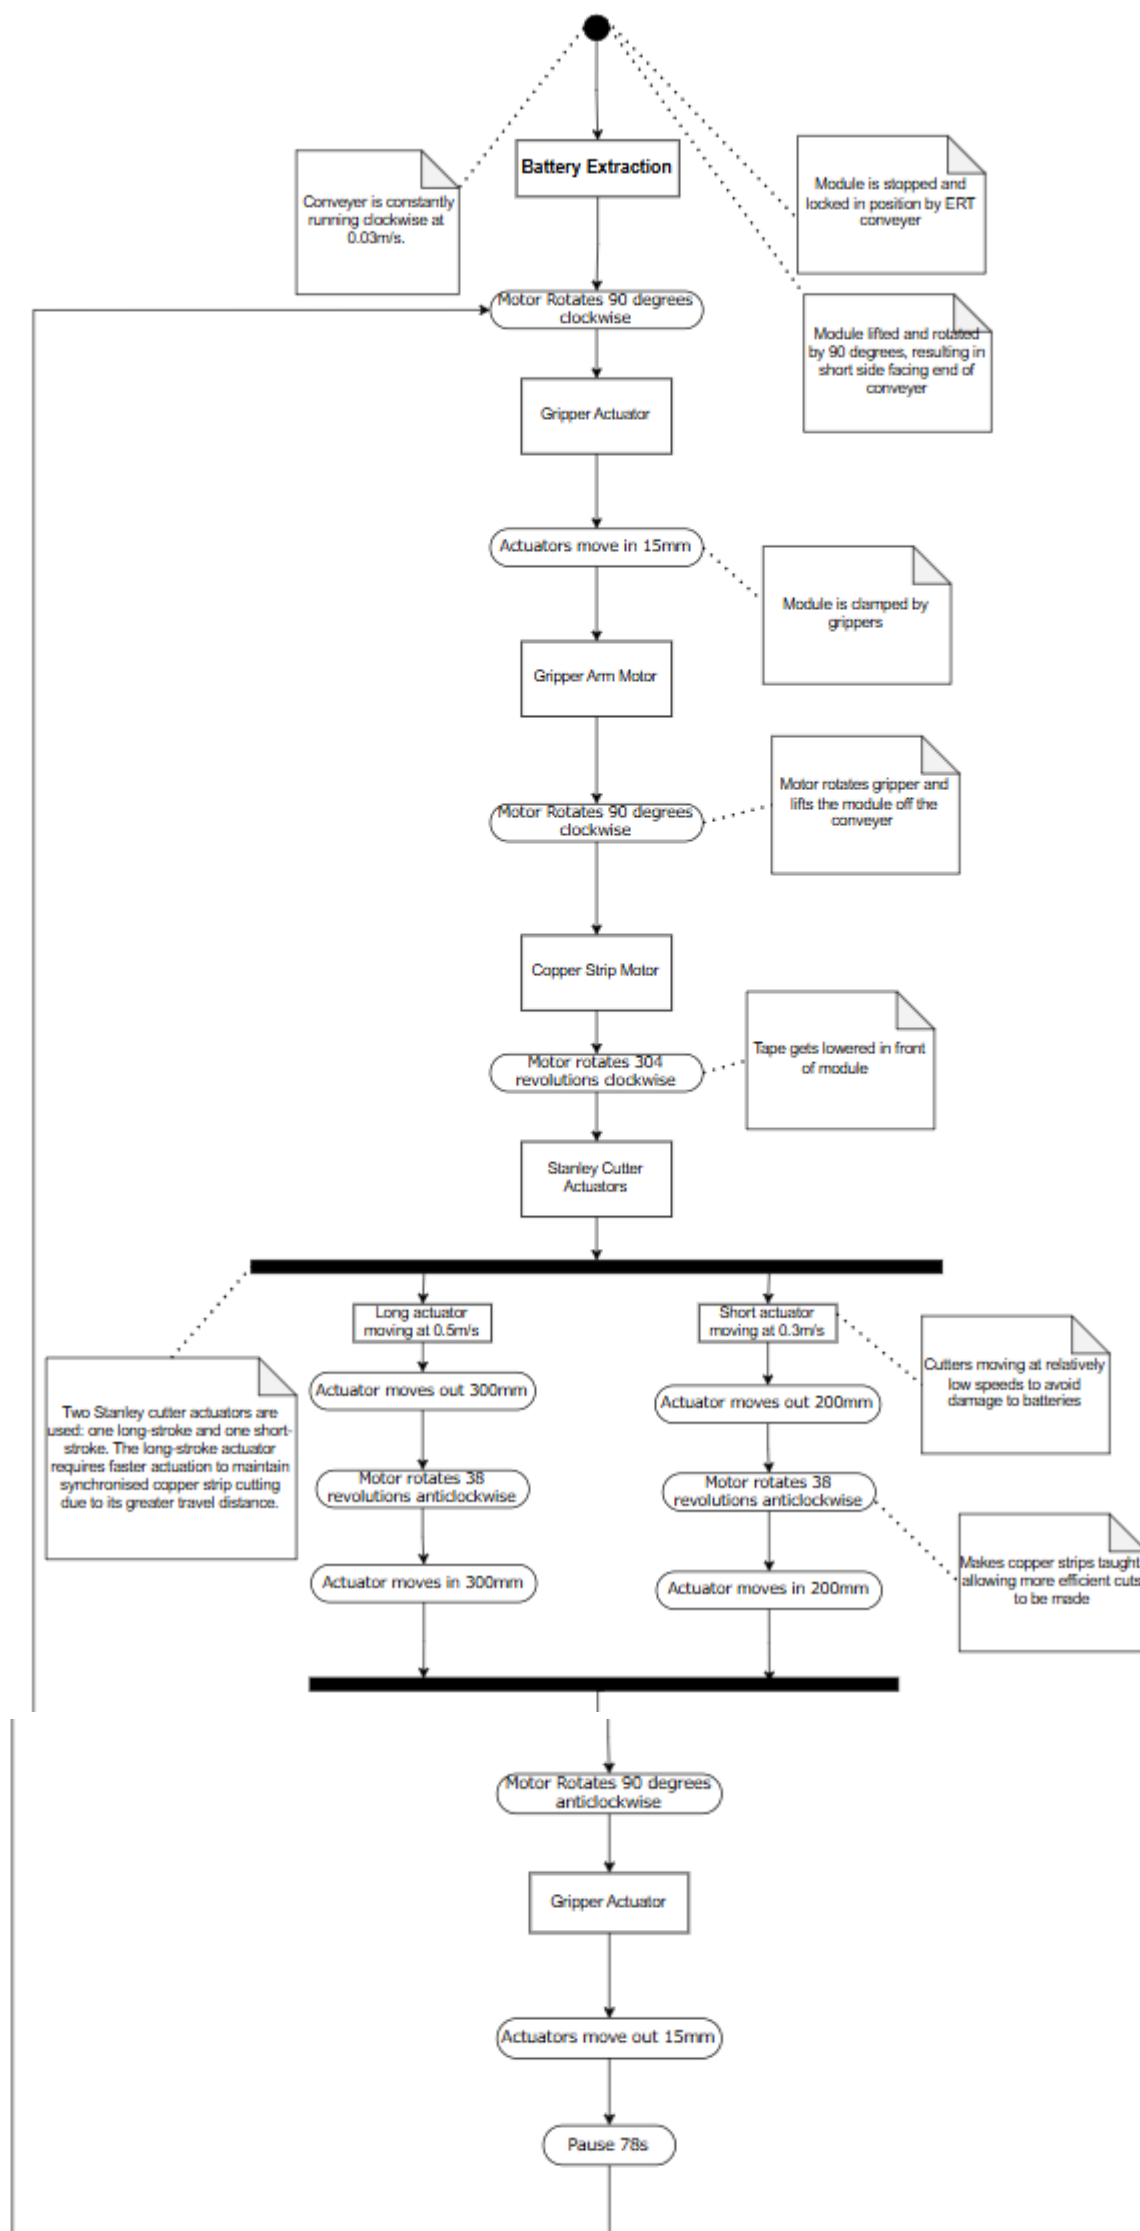 Battery Extraction
Conveyer is constantly
running clockwise at
0.03m/s.
Module is stopped and
locked in position by ERT
conveyer
Motor Rotates 90 degrees
clockwise
Module lifted and rotated
by 90 degrees, resulting in
short side facing end of
conveyer
Gripper Actuator
Actuators move in 15mm
Module is clamped by
grippers
Gripper Arm Motor
Motor rotates gripper and
lifts the module off the
conveyer
Motor Rotates 90 degrees
clockwise
Copper Strip Motor
Tape gets lowered in front
of module
Motor rotates 304
revolutions clockwise
Stanley Cutter
Actuators
Long actuator
moving at 0.5m/s
Short actuator
moving at 0.3m/s
Cutters moving at relatively
low speeds to avoid
damage to batteries
Actuator moves out 300mm
Actuator moves out 200mm
Two Stanley cutter actuators are
used: one long-stroke and one short-
stroke. The long-stroke actuator
requires faster actuation to maintain
synchronised copper strip cutting
due to its greater travel distance.
Motor rotates 38
revolutions anticlockwise
Motor rotates 38
revolutions anticlockwise
Makes copper strips taught
allowing more efficient cuts
to be made
Actuator moves in 300mm
Actuator moves in 200mm
Motor Rotates 90 degrees
anticlockwise
Gripper Actuator
Actuators move out 15mm
Pause 78s